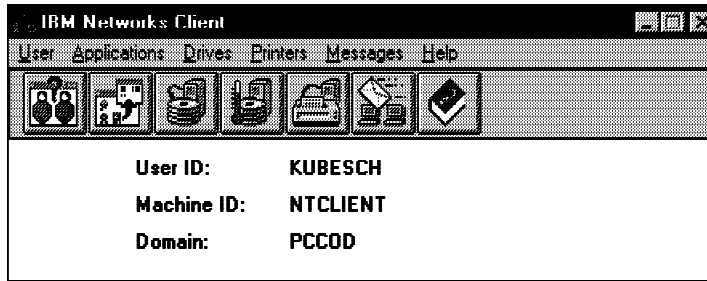 IBM Networks Client
User Applications Drives Printers Messages Help
User ID: KUBESCH
Machine ID: NTCLIENT
Domain: PCCOD